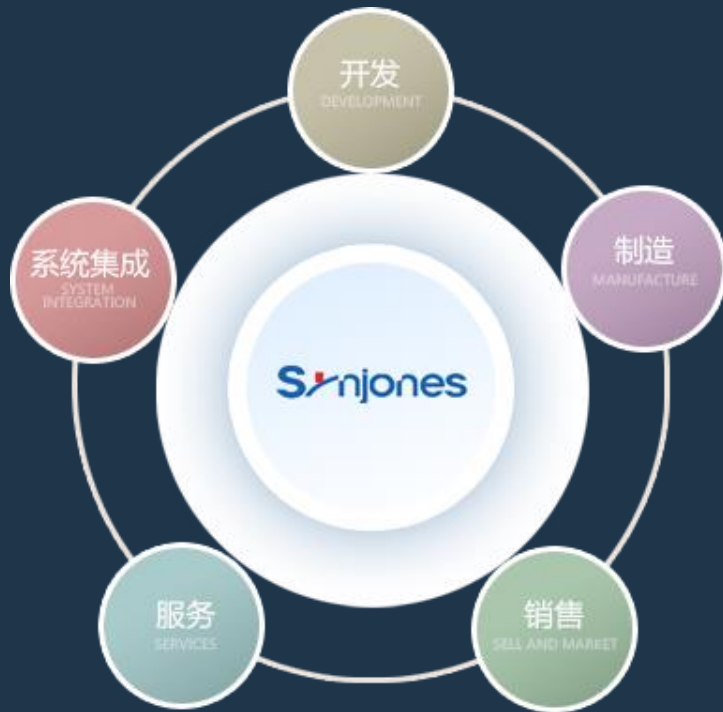 开发
DEVELOPMENT
系统集成
SYSTEM
INTEGRATION
制造
MANUFACTURE
Synjones
服务
SERVICES
销售
SELL AND MARKET